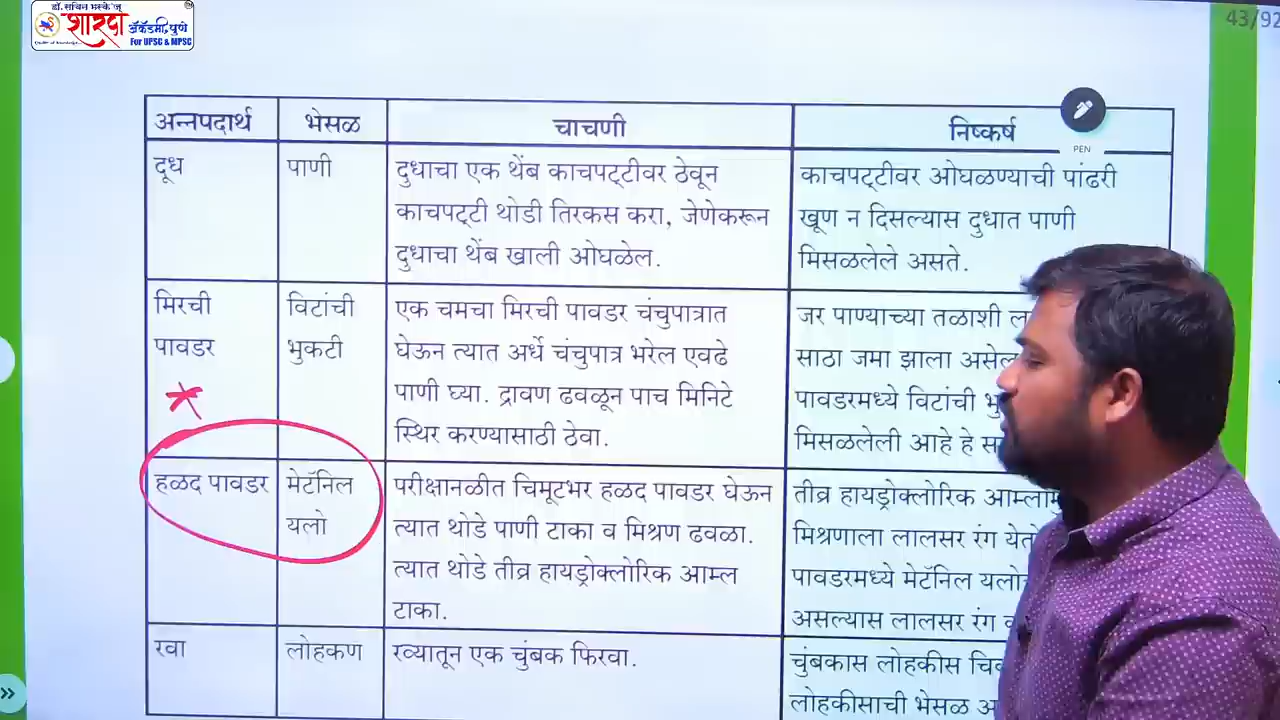 डॉ. सचिन भस्के'ज्
शारदा ॲकॅडमी, पुणे
For UPSC & MPSC
43/92
PEN
अन्नपदार्थ भेसळ चाचणी निष्कर्ष
दूध पाणी दुधाचा एक थेंब काचपट्टीवर ठेवून काचपट्टीवर ओघळण्याची पांढरी
काचपट्टी थोडी तिरकस करा, जेणेकरून खूण न दिसल्यास दुधात पाणी
दुधाचा थेंब खाली ओघळेल. मिसळलेले असते.
मिरची विटांची एक चमचा मिरची पावडर चंचुपात्रात जर पाण्याच्या तळाशी
पावडर भुकटी घेऊन त्यात अर्धे चंचुपात्र भरेल एवढे साठा जमा झाला
पाणी घ्या. द्रावण ढवळून पाच मिनिटे पावडरमध्ये विटांची
स्थिर करण्यासाठी ठेवा. मिसळलेली आहे हे
हळद पावडर मेटॅनिल परीक्षानळीत चिमूटभर हळद पावडर घेऊन तीव्र हायड्रोक्लोरिक
यलो त्यात थोडे पाणी टाका व मिश्रण ढवळा. मिश्रणाला लालसर रंग
त्यात थोडे तीव्र हायड्रोक्लोरिक आम्ल पावडरमध्ये मेटॅनिल
टाका. असल्यास लालसर रंग
रवा लोहकण रव्यातून एक चुंबक फिरवा. चुंबकास लोहकीस
लोहकीसाची भेसळ